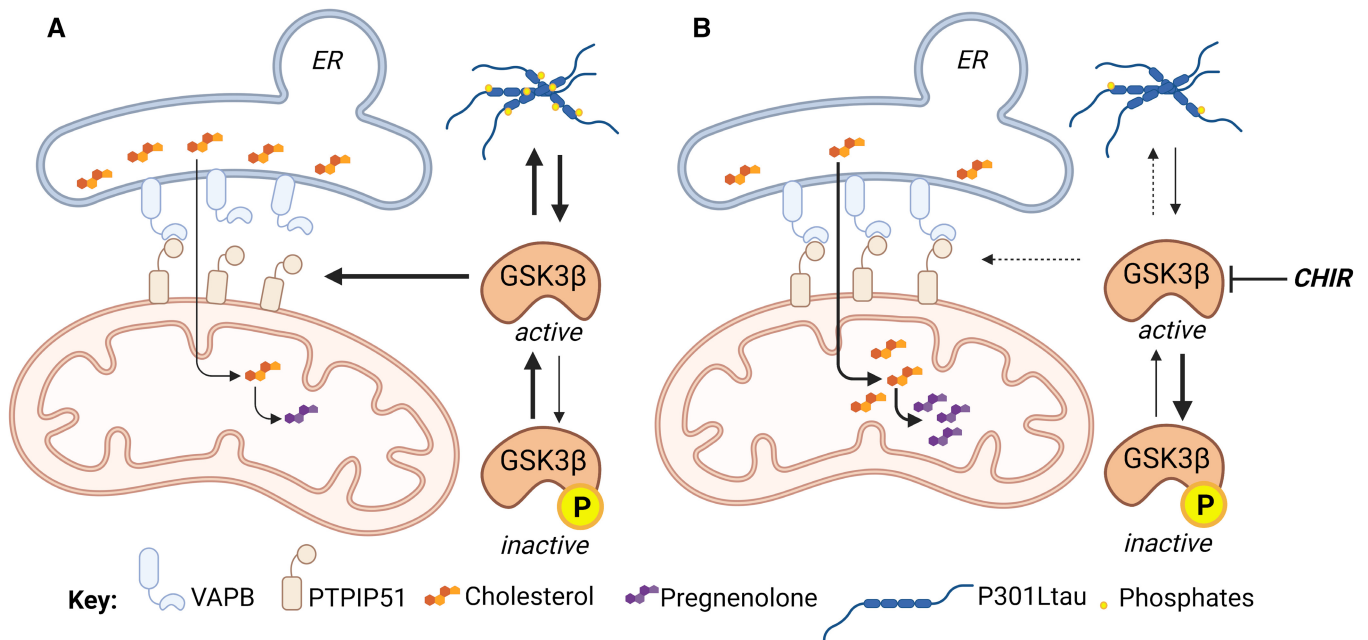 A
ER
GSK3β
active
GSK3β
P
inactive
B
ER
GSK3β
CHIR
active
GSK3β
P
inactive
Key: VAPB PTPIP51 Cholesterol Pregnenolone P301Ltau Phosphates